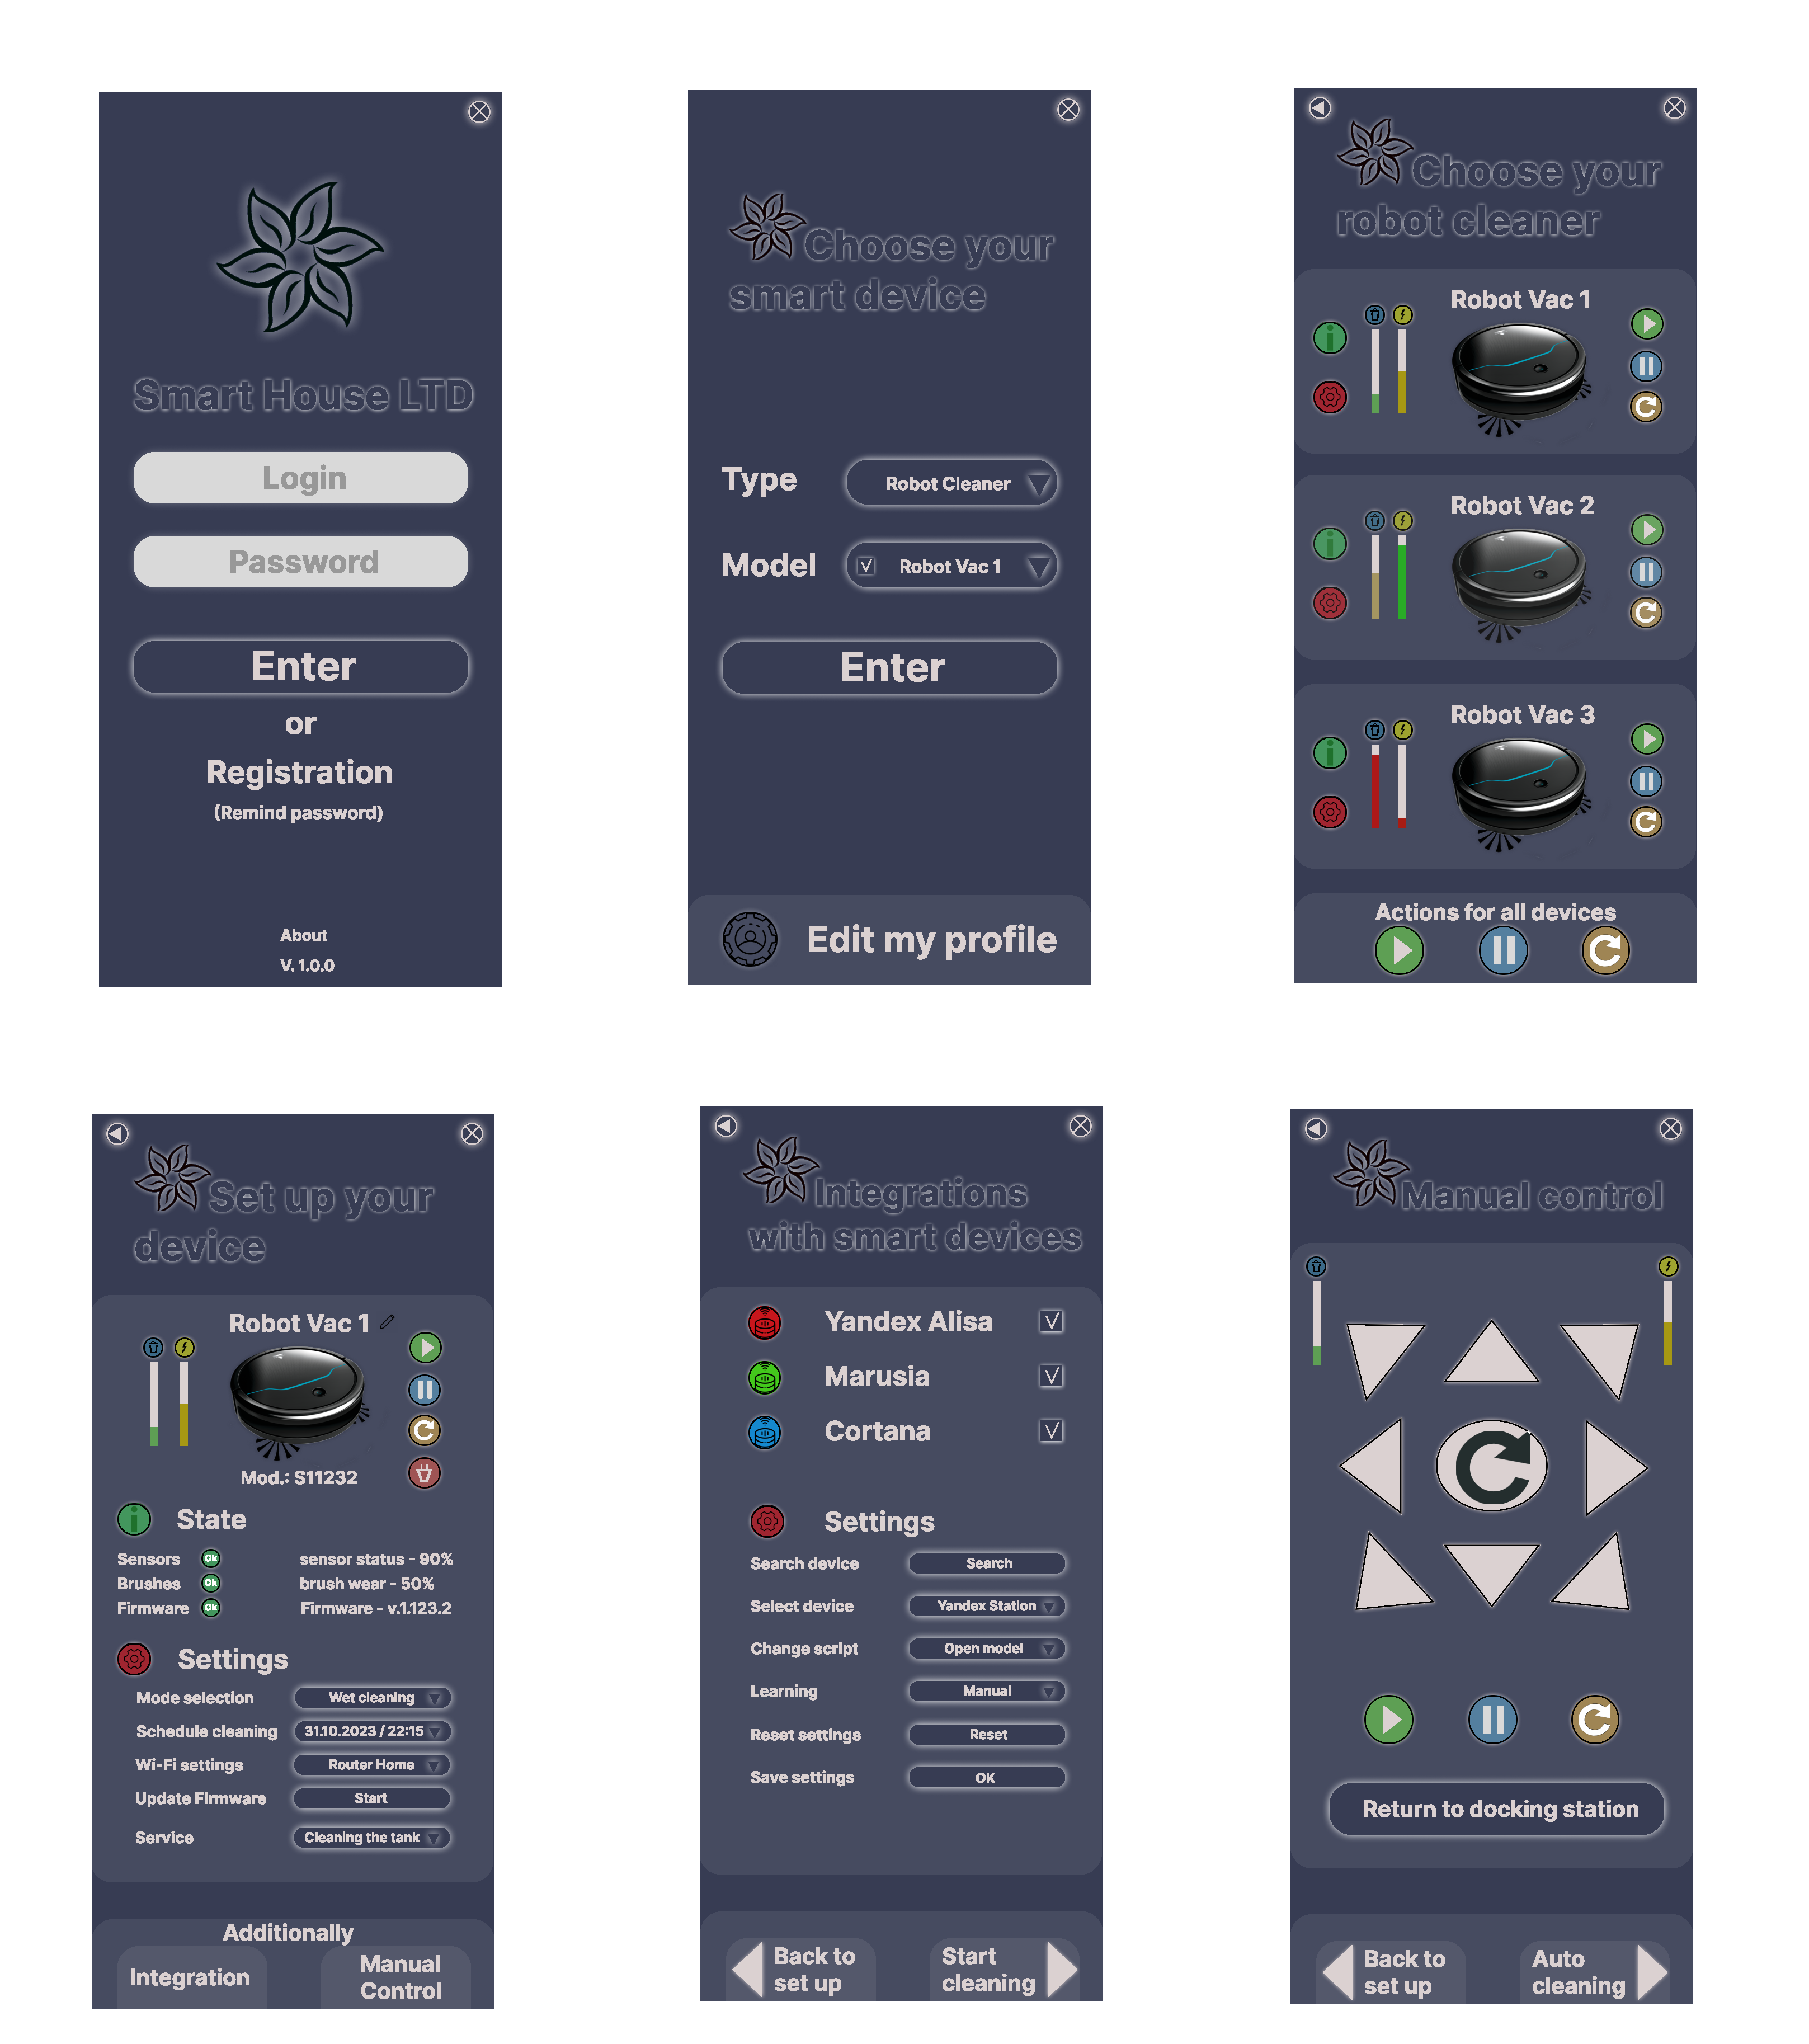 Smart House LTD
Login
Password
Enter
or
Registration
(Remind password)
About
V. 1.0.0
Choose your
smart device
Type
Robot Cleaner
Model
Robot Vac 1
Enter
Edit my profile
Choose your
robot cleaner
Robot Vac 1
Robot Vac 2
Robot Vac 3
Actions for all devices
Set up your
device
Robot Vac 1
Mod.: S11232
State
Sensors Ok sensor status - 90%
Brushes Ok brush wear - 50%
Firmware Ok Firmware - v.1.123.2
Settings
Mode selection Wet cleaning
Schedule cleaning 31.10.2023 / 22:15
Wi-Fi settings Router Home
Update Firmware Start
Service Cleaning the tank
Additionally
Integration
Manual
Control
Integrations
with smart devices
Yandex Alisa
Marusia
Cortana
Settings
Search device Search
Select device Yandex Station
Change script Open model
Learning Manual
Reset settings Reset
Save settings OK
Back to
set up
Start
cleaning
Manual control
Return to docking station
Back to
set up
Auto
cleaning